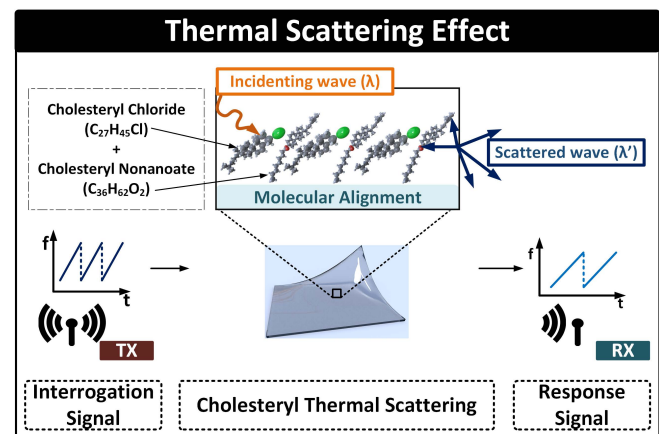 Thermal Scattering Effect
Incidenting wave (λ)
Cholesteryl Chloride
(C₂₇H₄₅Cl)
+
Cholesteryl Nonanoate
(C₃₆H₆₂O₂)
Scattered wave (λ’)
Molecular Alignment
f
t
TX
f
t
RX
Interrogation
Signal
Cholesteryl Thermal Scattering
Response
Signal